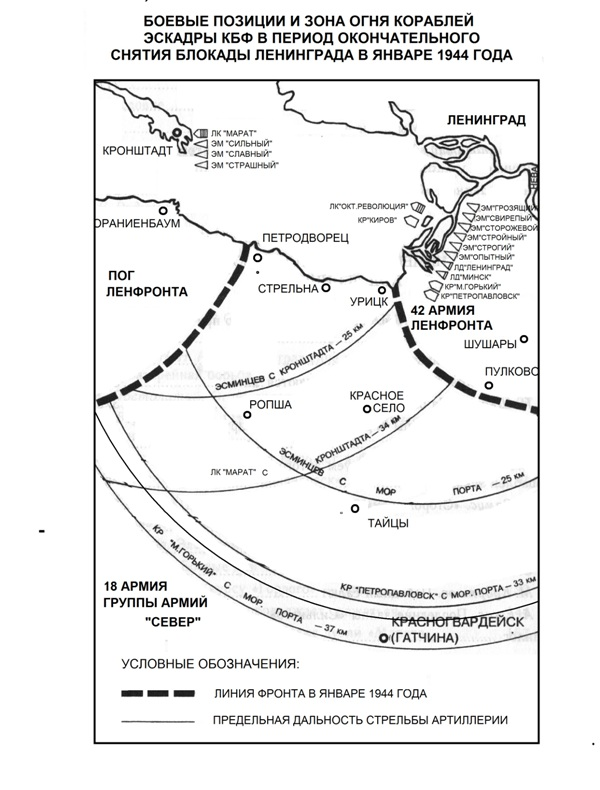 БОЕВЫЕ ПОЗИЦИИ И ЗОНА ОГНЯ КОРАБЛЕЙ
ЭСКАДРЫ КБФ В ПЕРИОД ОКОНЧАТЕЛЬНОГО
СНЯТИЯ БЛОКАДЫ ЛЕНИНГРАДА В ЯНВАРЕ 1944 ГОДА
ЛЕНИНГРАД
НЕВА
ЛК "МАРАТ"
ЭМ "СИЛЬНЫЙ"
ЭМ "СЛАВНЫЙ"
ЭМ "СТРАШНЫЙ"
КРОНШТАДТ
ЛК"ОКТ.РЕВОЛЮЦИЯ"
КР"КИРОВ"
ЭМ"ГРОЗЯЩИЙ"
ЭМ"СВИРЕПЫЙ"
ЭМ"СТОРОЖЕВОЙ
ЭМ"СТРОЙНЫЙ"
ЭМ"СТРОГИЙ"
ЭМ"ОПЫТНЫЙ"
ЛД"ЛЕНИНГРАД"
ЛД"МИНСК"
КР"М.ГОРЬКИЙ"
КР"ПЕТРОПАВЛОВСК"
ОРАНИЕНБАУМ
ПЕТРОДВОРЕЦ
ПОГ
ЛЕНФРОНТА
СТРЕЛЬНА
УРИЦК
42 АРМИЯ
ЛЕНФРОНТА
ШУШАРЫ
ПУЛКОВО
ЭСМИНЦЕВ С КРОНШТАДТА – 25 КМ
РОПША
КРАСНОЕ
СЕЛО
ЛК "МАРАТ" С КРОНШТАДТА – 34 КМ
ЭСМИНЦЕВ С МОР ПОРТА – 25 КМ
ТАЙЦЫ
КР "ПЕТРОПАВЛОВСК" С МОР. ПОРТА – 33 КМ
КР "М.ГОРЬКИЙ" С МОР. ПОРТА – 37 КМ
18 АРМИЯ
ГРУППЫ АРМИЙ
"СЕВЕР"
КРАСНОГВАРДЕЙСК
(ГАТЧИНА)
УСЛОВНЫЕ ОБОЗНАЧЕНИЯ:
ЛИНИЯ ФРОНТА В ЯНВАРЕ 1944 ГОДА
ПРЕДЕЛЬНАЯ ДАЛЬНОСТЬ СТРЕЛЬБЫ АРТИЛЛЕРИИ